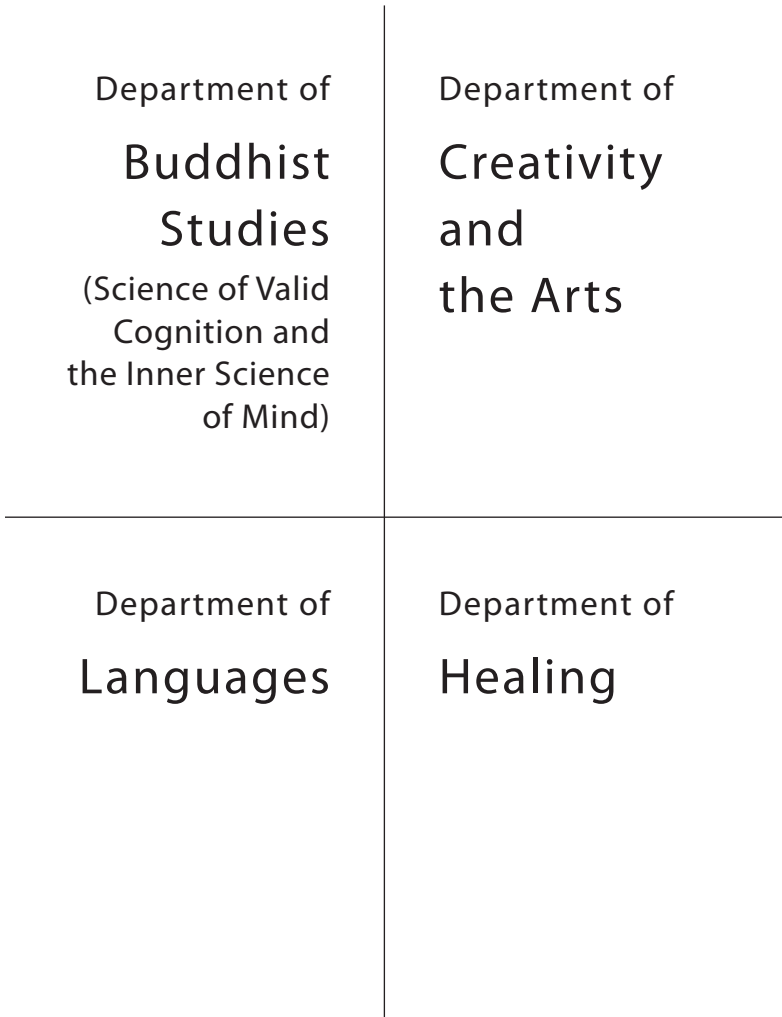 Department of
Buddhist
Studies
(Science of Valid
Cognition and
the Inner Science
of Mind)
Department of
Creativity
and
the Arts
Department of
Languages
Department of
Healing